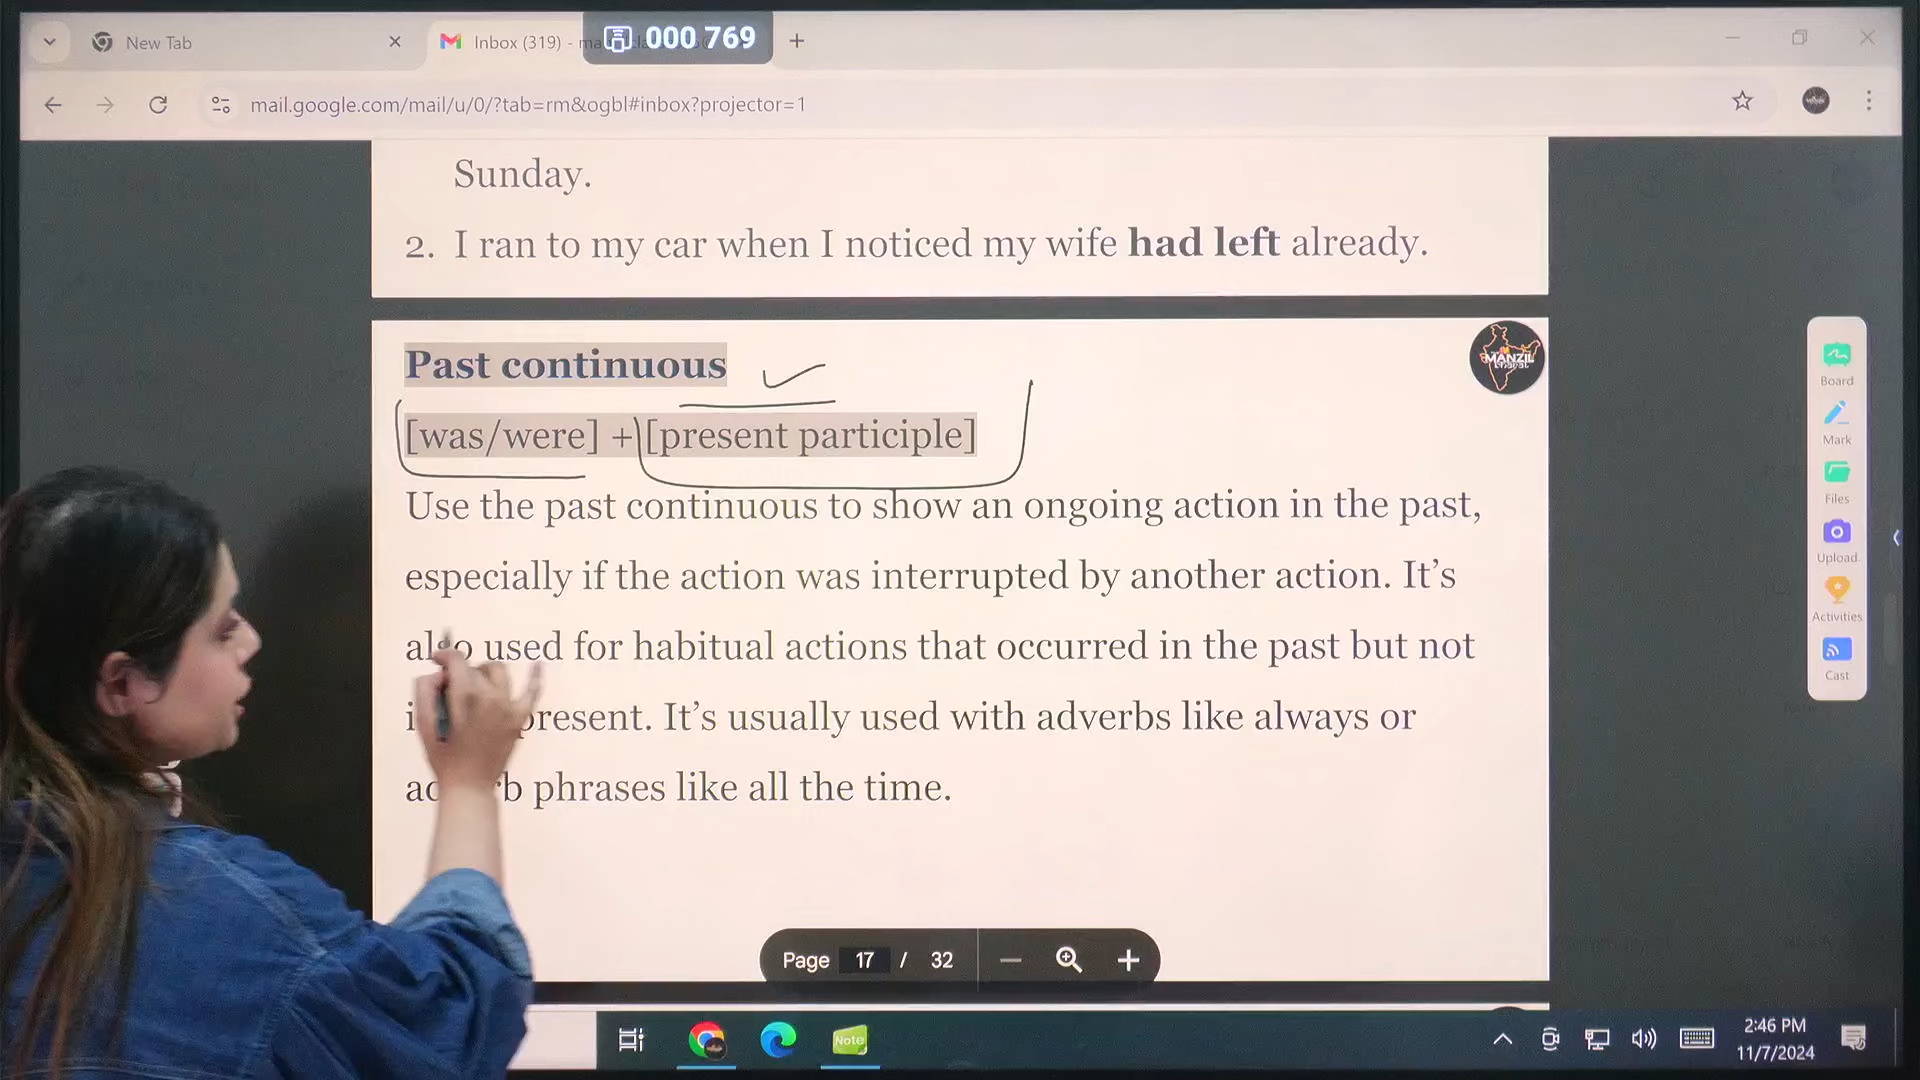 New Tab
Inbox (319) - ma
000 769
mail.google.com/mail/u/0/?tab=rm&ogbl#inbox?projector=1
Sunday.
2. I ran to my car when I noticed my wife had left already.
Past continuous
MANZIL
[was/were] + [present participle]
Use the past continuous to show an ongoing action in the past,
especially if the action was interrupted by another action. It's
also used for habitual actions that occurred in the past but not
present. It's usually used with adverbs like always or
phrases like all the time.
Board
Mark
Files
Upload
Activities
Cast
Page 17 / 32
Note
2:46 PM
11/7/2024